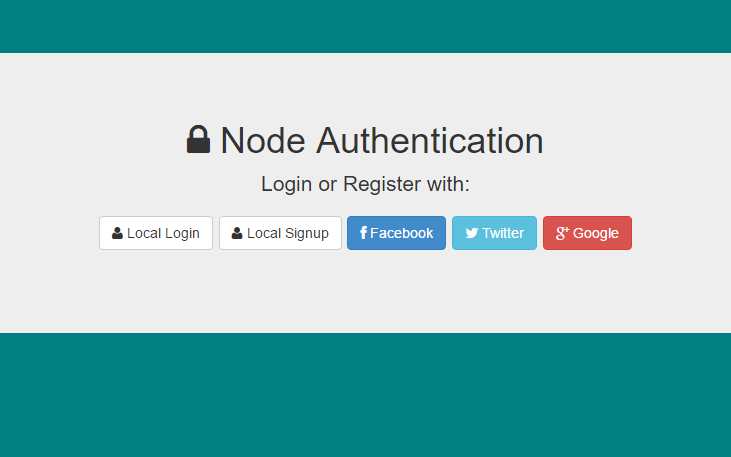 Node Authentication
Login or Register with:
Local Login Local Signup Facebook Twitter Google